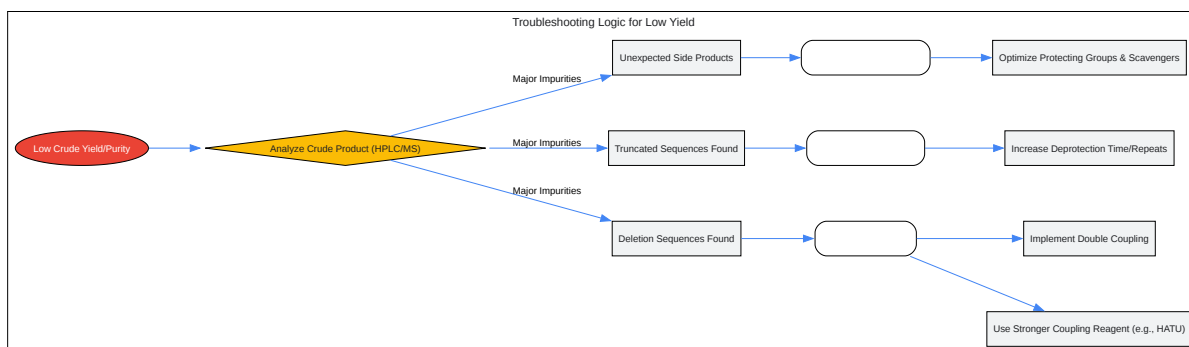 Troubleshooting Logic for Low Yield
Unexpected Side Products
Optimize Protecting Groups & Scavengers
Major Impurities
Low Crude Yield/Purity
Analyze Crude Product (HPLC/MS)
Major Impurities
Truncated Sequences Found
Increase Deprotection Time/Repeats
Major Impurities
Deletion Sequences Found
Implement Double Coupling
Use Stronger Coupling Reagent (e.g., HATU)